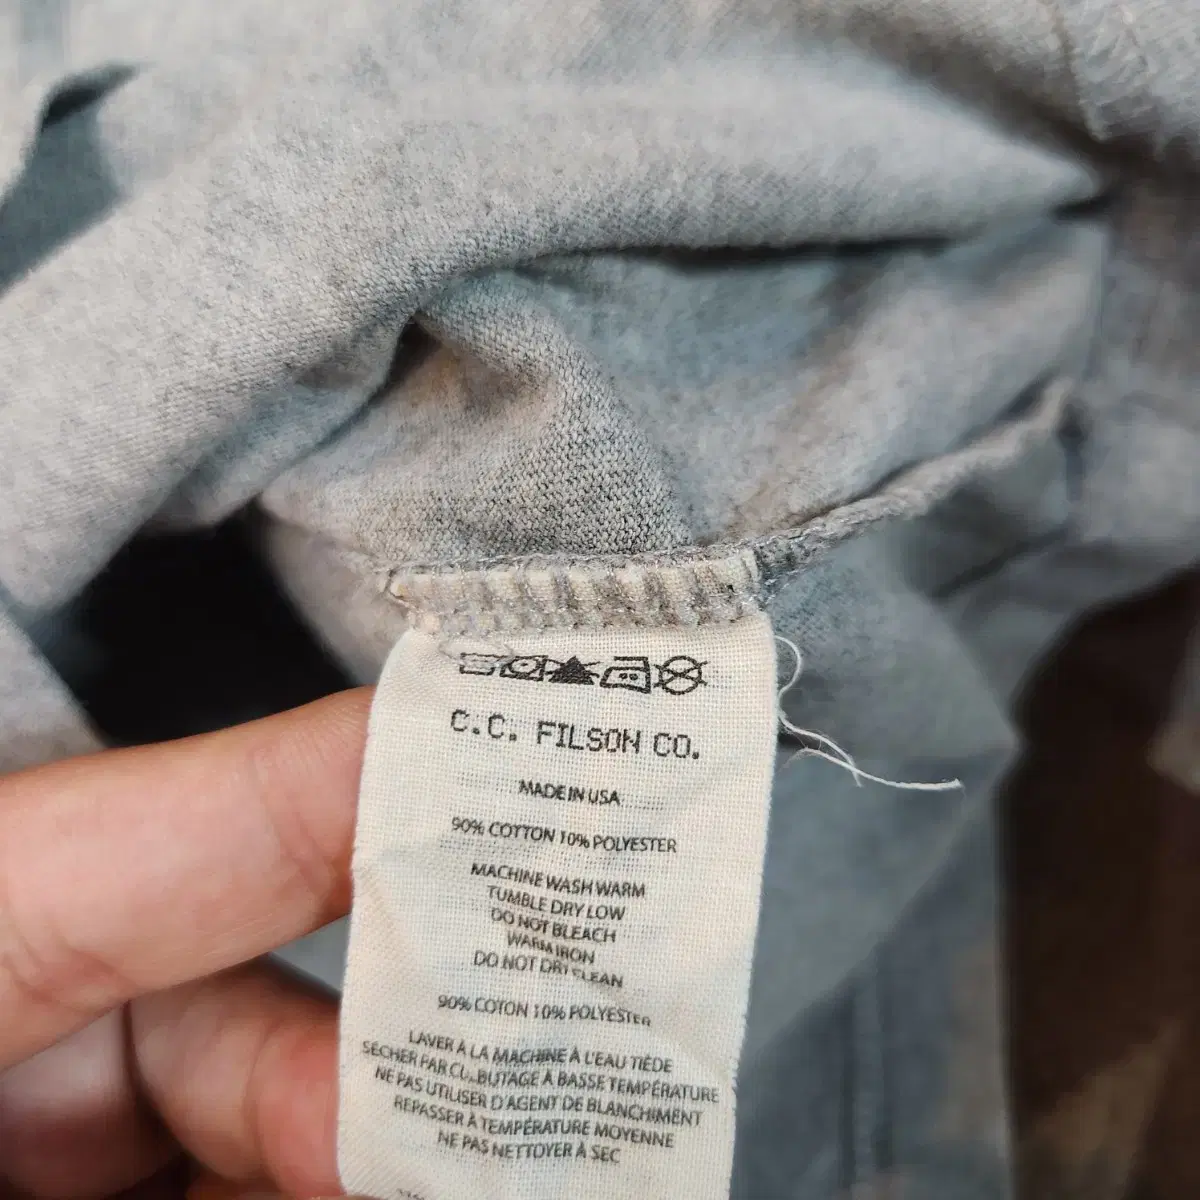 C.C. FILSON CO.
MADE IN USA
90% COTTON 10% POLYESTER
MACHINE WASH WARM
TUMBLE DRY LOW
DO NOT BLEACH
WARM IRON
DO NOT DRY CLEAN
90% COTON 10% POLYESTER
LAVER À LA MACHINE À L'EAU TIÈDE
SÉCHER PAR CULBUTAGE À BASSE TEMPÉRATURE
NE PAS UTILISER D'AGENT DE BLANCHIMENT
REPASSER À TEMPÉRATURE MOYENNE
NE PAS NETTOYER À SEC